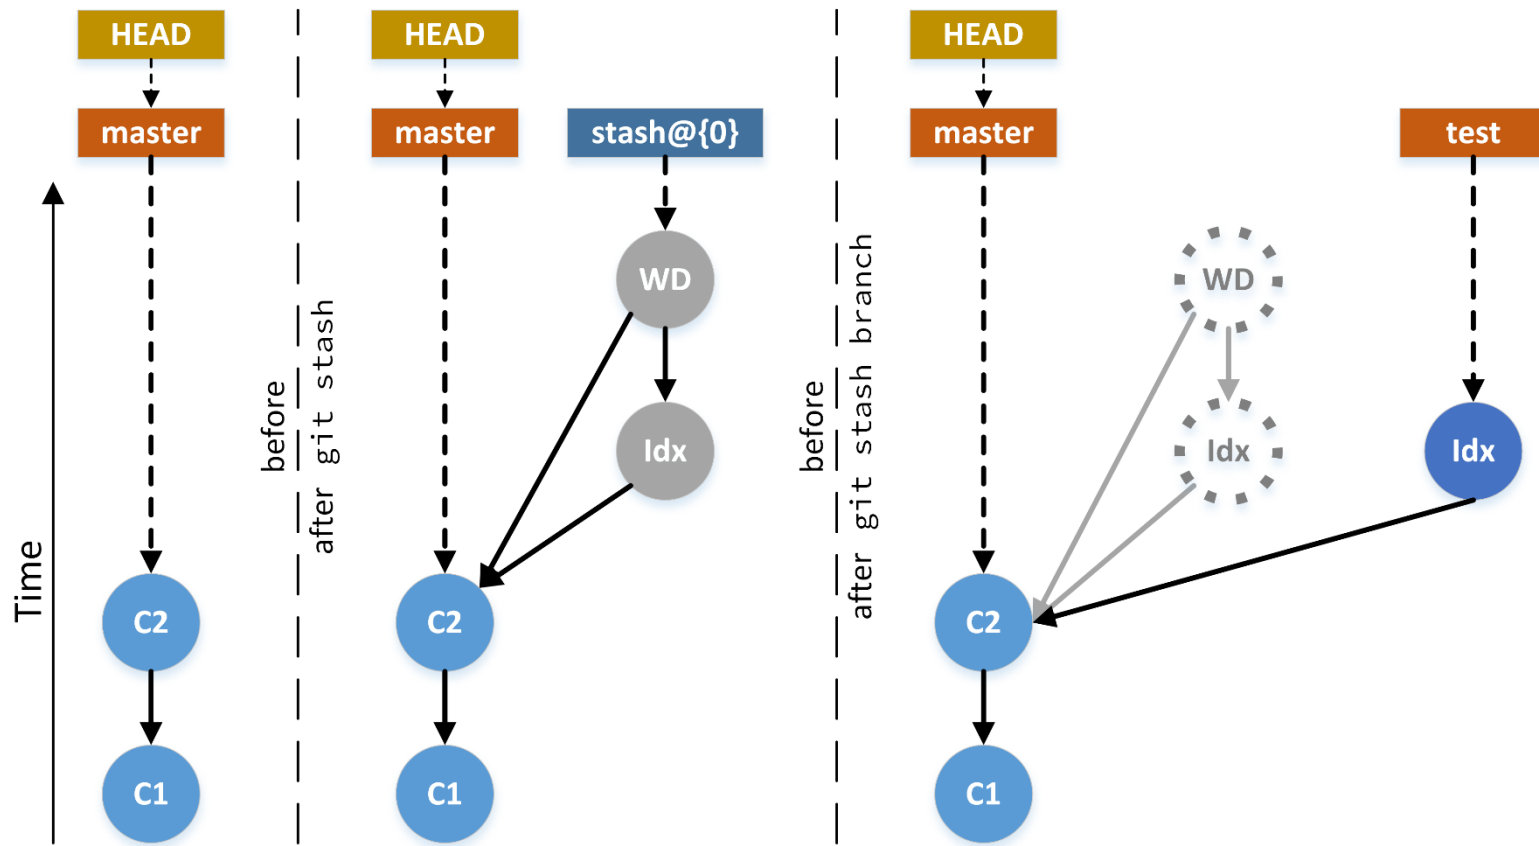 HEAD
HEAD
HEAD
master
master
stash@{0}
master
test
WD
WD
Idx
Idx
Idx
Time
before
after git stash
before
after git stash branch
C2
C2
C2
C1
C1
C1